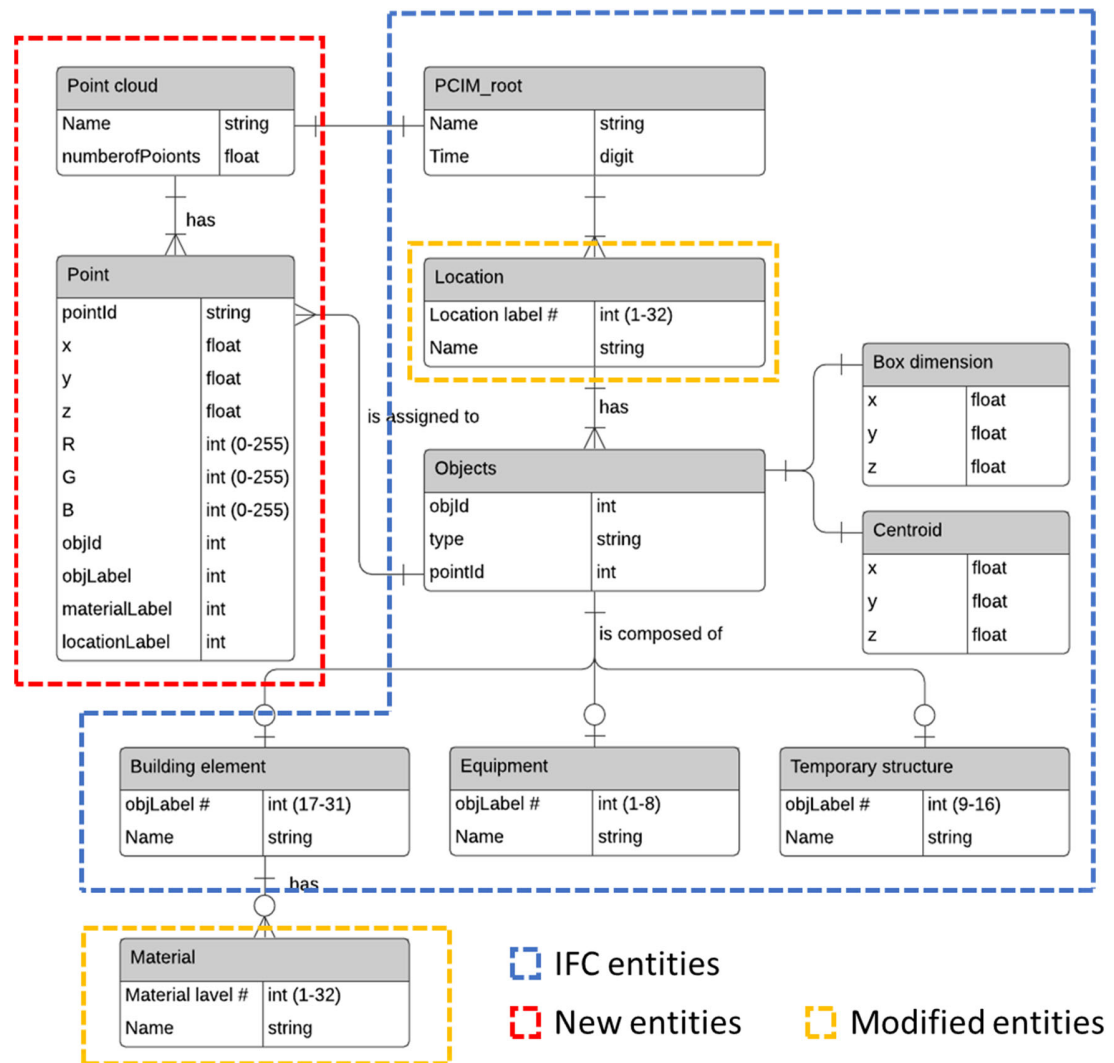 Point cloud
Name string
numberofPoionts float
has
Point
pointId string
x float
y float
z float
R int (0-255)
G int (0-255)
B int (0-255)
objId int
objLabel int
materialLabel int
locationLabel int
PCIM_root
Name string
Time digit
Location
Location label # int (1-32)
Name string
has
is assigned to
Objects
objId int
type string
pointId int
Box dimension
x float
y float
z float
Centroid
x float
y float
z float
is composed of
Building element
objLabel # int (17-31)
Name string
Equipment
objLabel # int (1-8)
Name string
Temporary structure
objLabel # int (9-16)
Name string
has
Material
Material lavel # int (1-32)
Name string
IFC entities
New entities
Modified entities